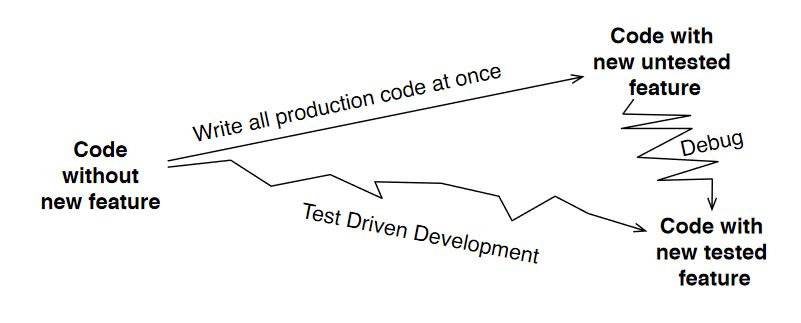 Code with
new untested
feature
Write all production code at once
Code
without
new feature
Debug
Test Driven Development
Code with
new tested
feature